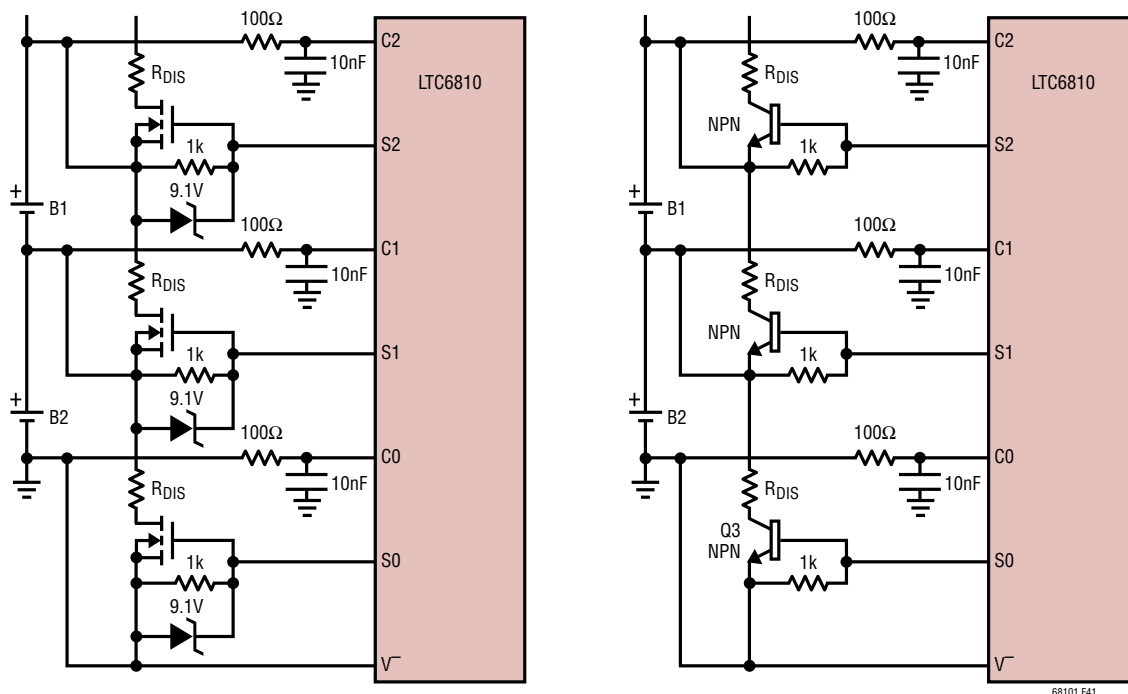 100Ω
C2
10nF
R_DIS
LTC6810
1k
S2
9.1V
+
B1
100Ω
C1
10nF
R_DIS
1k
S1
9.1V
+
B2
100Ω
C0
10nF
R_DIS
1k
S0
9.1V
V⁻
100Ω
C2
10nF
R_DIS
LTC6810
NPN
1k
S2
+
B1
100Ω
C1
10nF
R_DIS
NPN
1k
S1
+
B2
100Ω
C0
10nF
R_DIS
Q3
NPN
1k
S0
V⁻
68101 F41